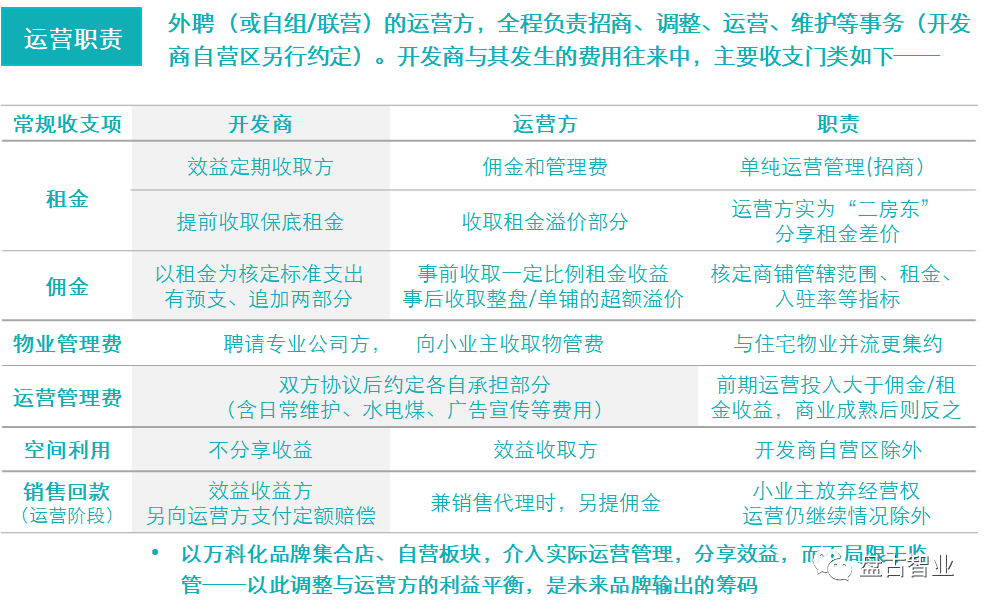 运营职责
外聘（或自组/联营）的运营方，全程负责招商、调整、运营、维护等事务（开发
商自营区另行约定）。开发商与其发生的费用往来中，主要收支门类如下——
常规收支项 开发商 运营方 职责
租金
效益定期收取方 佣金和管理费 单纯运营管理(招商）
提前收取保底租金 收取租金溢价部分 运营方实为“二房东”
分享租金差价
佣金
以租金为核定标准支出 事前收取一定比例租金收益 核定商铺管辖范围、租金、
有预支、追加两部分 事后收取整盘/单铺的超额溢价 入驻率等指标
物业管理费 聘请专业公司方， 向小业主收取物管费 与住宅物业并流更集约
运营管理费
双方协议后约定各自承担部分 前期运营投入大于佣金/租
（含日常维护、水电煤、广告宣传等费用） 金收益，商业成熟后则反之
空间利用 不分享收益 效益收取方 开发商自营区除外
销售回款 效益收益方 兼销售代理时，另提佣金 小业主放弃经营权
（运营阶段） 另向运营方支付定额赔偿 运营仍继续情况除外
• 以万科化品牌集合店、自营板块，介入实际运营管理，分享效益，而不局限于监
管——以此调整与运营方的利益平衡，是未来品牌输出的筹码
盘古智业